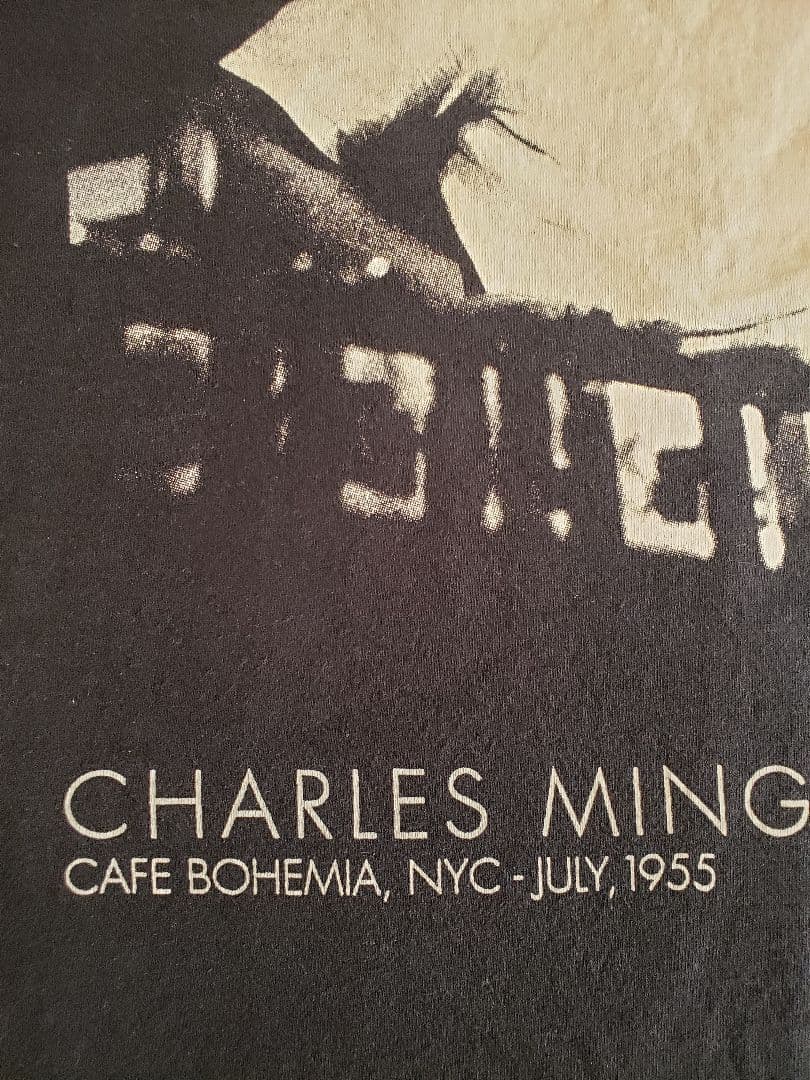 CHARLES MING
CAFE BOHEMIA, NYC - JULY, 1955